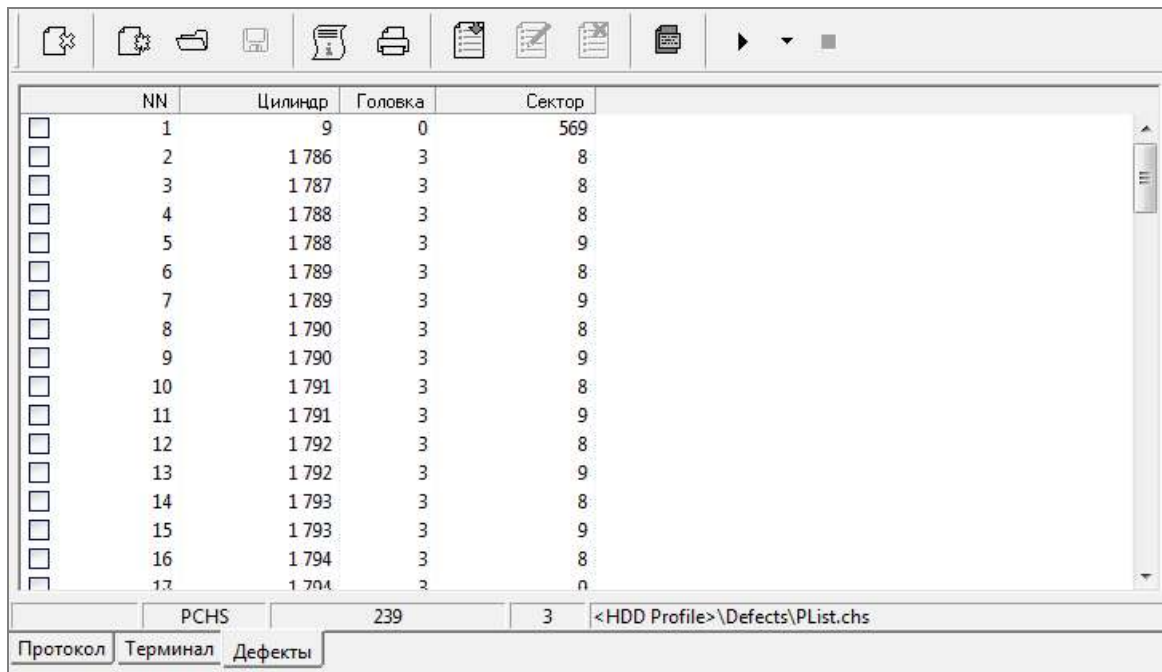 NN Цилиндр Головка Сектор
1 9 0 569
2 1 786 3 8
3 1 787 3 8
4 1 788 3 8
5 1 788 3 9
6 1 789 3 8
7 1 789 3 9
8 1 790 3 8
9 1 790 3 9
10 1 791 3 8
11 1 791 3 9
12 1 792 3 8
13 1 792 3 9
14 1 793 3 8
15 1 793 3 9
16 1 794 3 8
17 1 794 3
PCHS 239 3 <HDD Profile>\Defects\PList.chs
Протокол Терминал Дефекты